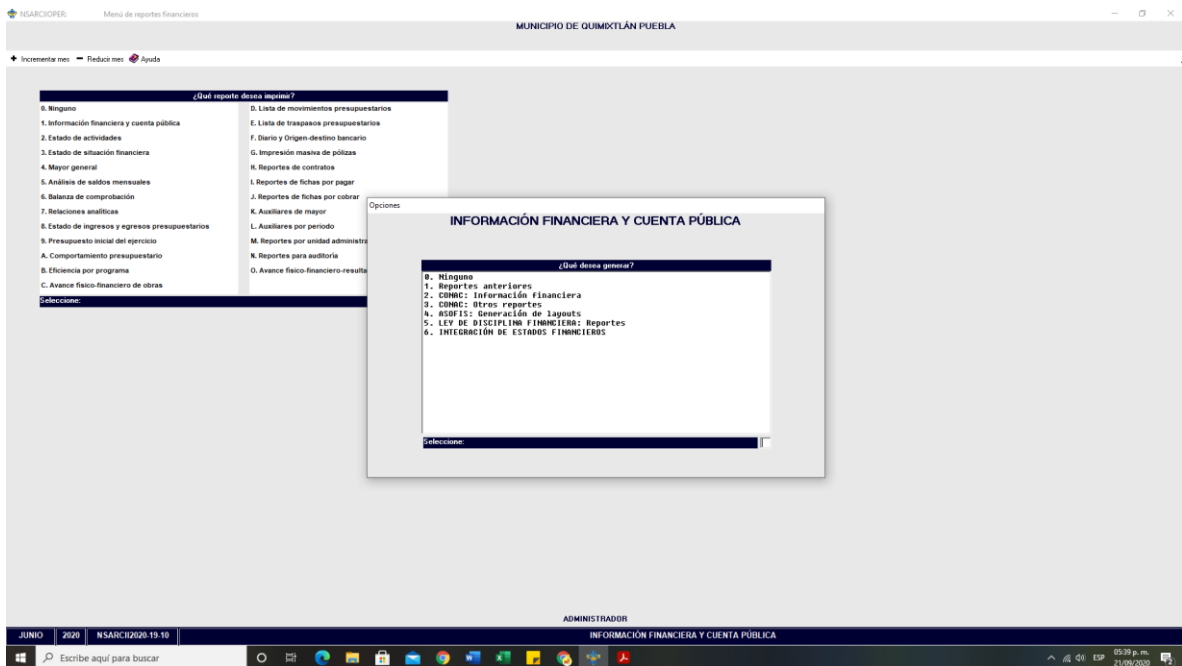 NSARCIIOPER: Menú de reportes financieros
MUNICIPIO DE QUIMIXTLÁN PUEBLA
Incrementar mes Reducir mes Ayuda
¿Qué reporte desea imprimir?
0. Ninguno
1. Información financiera y cuenta pública
2. Estado de actividades
3. Estado de situación financiera
4. Mayor general
5. Análisis de saldos mensuales
6. Balanza de comprobación
7. Relaciones analíticas
8. Estado de ingresos y egresos presupuestarios
9. Presupuesto inicial del ejercicio
A. Comportamiento presupuestario
B. Eficiencia por programa
C. Avance físico-financiero de obras
D. Lista de movimientos presupuestarios
E. Lista de traspasos presupuestarios
F. Diario y Origen-destino bancario
G. Impresión masiva de pólizas
H. Reportes de contratos
I. Reportes de fichas por pagar
J. Reportes de fichas por cobrar
K. Auxiliares de mayor
L. Auxiliares por periodo
M. Reportes por unidad administra
N. Reportes para auditoría
O. Avance físico-financiero-resulta
Seleccione:
Opciones
INFORMACIÓN FINANCIERA Y CUENTA PÚBLICA
¿Qué desea generar?
0. Ninguno
1. Reportes anteriores
2. CONAC: Información financiera
3. CONAC: Otros reportes
4. ASOFIS: Generación de layouts
5. LEY DE DISCIPLINA FINANCIERA: Reportes
6. INTEGRACIÓN DE ESTADOS FINANCIEROS
Seleccione:
ADMINISTRADOR
JUNIO 2020 NSARCII2020-19-10 INFORMACIÓN FINANCIERA Y CUENTA PÚBLICA
Escribe aquí para buscar
ESP
05:39 p. m.
21/09/2020